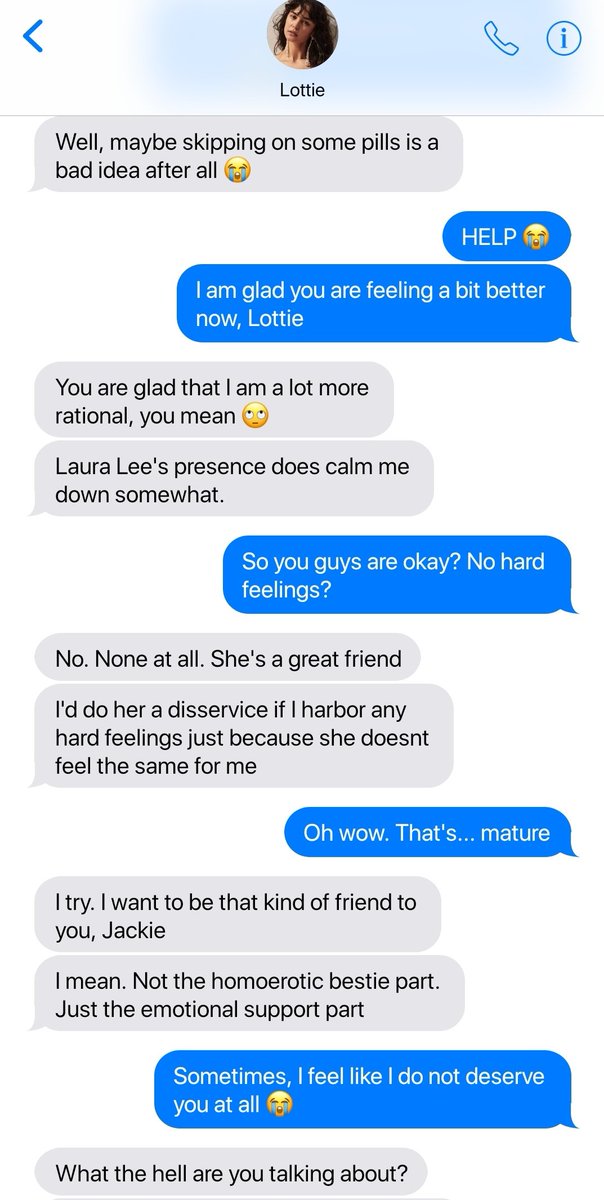 Lottie
Well, maybe skipping on some pills is a
bad idea after all 😭
HELP 😭
I am glad you are feeling a bit better
now, Lottie
You are glad that I am a lot more
rational, you mean 🙄
Laura Lee's presence does calm me
down somewhat.
So you guys are okay? No hard
feelings?
No. None at all. She's a great friend
I'd do her a disservice if I harbor any
hard feelings just because she doesnt
feel the same for me
Oh wow. That's... mature
I try. I want to be that kind of friend to
you, Jackie
I mean. Not the homoerotic bestie part.
Just the emotional support part
Sometimes, I feel like I do not deserve
you at all 😭
What the hell are you talking about?